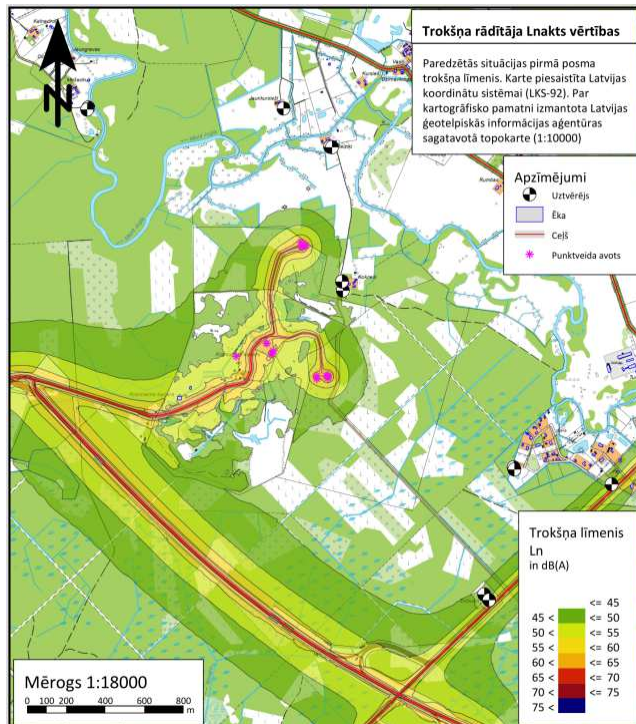 Trokšņa rādītāja Lnakts vērtības
Paredzētās situācijas pirmā posma
trokšņa līmenis. Karte piesaistīta Latvijas
koordinātu sistēmai (LKS-92). Par
kartogrāfisko pamatni izmantota Latvijas
ģeotelpiskās informācijas aģentūras
sagatavotā topokarte (1:10000)
N
Apzīmējumi
Uztvērējs
Ēka
Ceļš
Punktveida avots
Trokšņa līmenis
Ln
in dB(A)
<= 45
45 < <= 50
50 < <= 55
55 < <= 60
60 < <= 65
65 < <= 70
70 < <= 75
75 <
Mērogs 1:18000
0 100 200 400 600 800
m